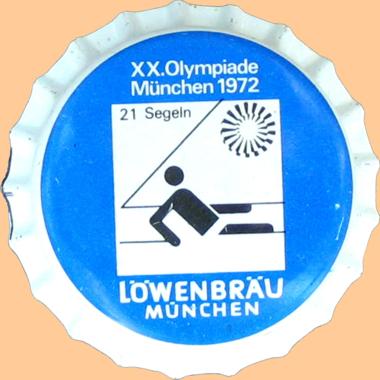 XX.Olympiade
München 1972
21 Segeln
LÖWENBRÄU
MÜNCHEN